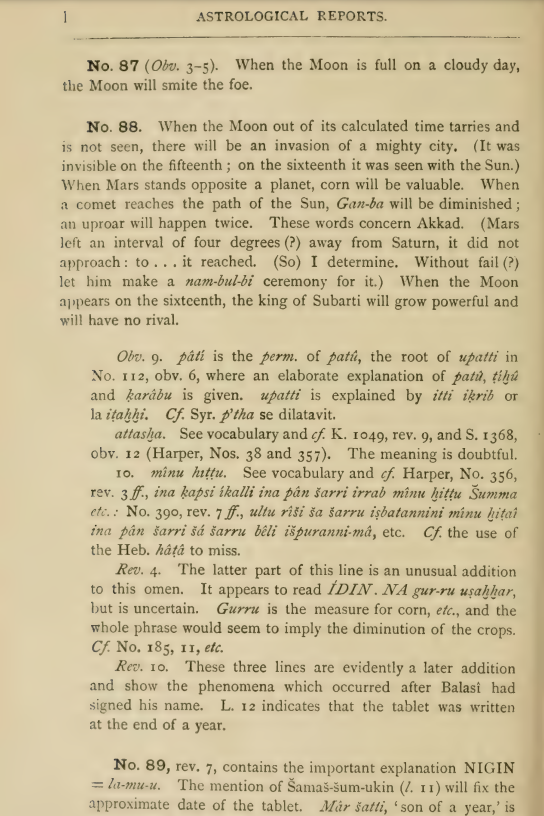 l
ASTROLOGICAL REPORTS.
No. 87 (Obv. 3–5). When the Moon is full on a cloudy day,
the Moon will smite the foe.
No. 88. When the Moon out of its calculated time tarries and
is not seen, there will be an invasion of a mighty city. (It was
invisible on the fifteenth ; on the sixteenth it was seen with the Sun.)
When Mars stands opposite a planet, corn will be valuable. When
a comet reaches the path of the Sun, Gan-ba will be diminished ;
an uproar will happen twice. These words concern Akkad. (Mars
left an interval of four degrees (?) away from Saturn, it did not
approach : to . . . it reached. (So) I determine. Without fail (?)
let him make a nam-bul-bi ceremony for it.) When the Moon
appears on the sixteenth, the king of Subarti will grow powerful and
will have no rival.
Obv. 9. pâti is the perm. of patû, the root of upatti in
No. 112, obv. 6, where an elaborate explanation of patû, ṭiḫû
and ḳarâbu is given. upatti is explained by itti iḳrib or
la iṭaḫḫi. Cf. Syr. p'tha se dilatavit.
attasḫa. See vocabulary and cf. K. 1049, rev. 9, and S. 1368,
obv. 12 (Harper, Nos. 38 and 357). The meaning is doubtful.
10. mînu ḫiṭṭu. See vocabulary and cf. Harper, No. 356,
rev. 3 ff., ina ḳapsi íkalli ina pân šarri irrab mînu ḫiṭṭu Šumma
etc. : No. 390, rev. 7 ff., ultu ríši ša šarru iṣbatannini mînu ḫiṭaî
ina pân šarri šá šarru bêli išpuranni-mâ, etc. Cf. the use of
the Heb. ḥâṭâ to miss.
Rev. 4. The latter part of this line is an unusual addition
to this omen. It appears to read ÍDIN. NA gur-ru uṣaḫḫar,
but is uncertain. Gurru is the measure for corn, etc., and the
whole phrase would seem to imply the diminution of the crops.
Cf. No. 185, 11, etc.
Rev. 10. These three lines are evidently a later addition
and show the phenomena which occurred after Balasî had
signed his name. L. 12 indicates that the tablet was written
at the end of a year.
No. 89, rev. 7, contains the important explanation NIGIN
= la-mu-u. The mention of Šamaš-šum-ukin (l. 11) will fix the
approximate date of the tablet. Mâr šatti, ‘son of a year,’ is